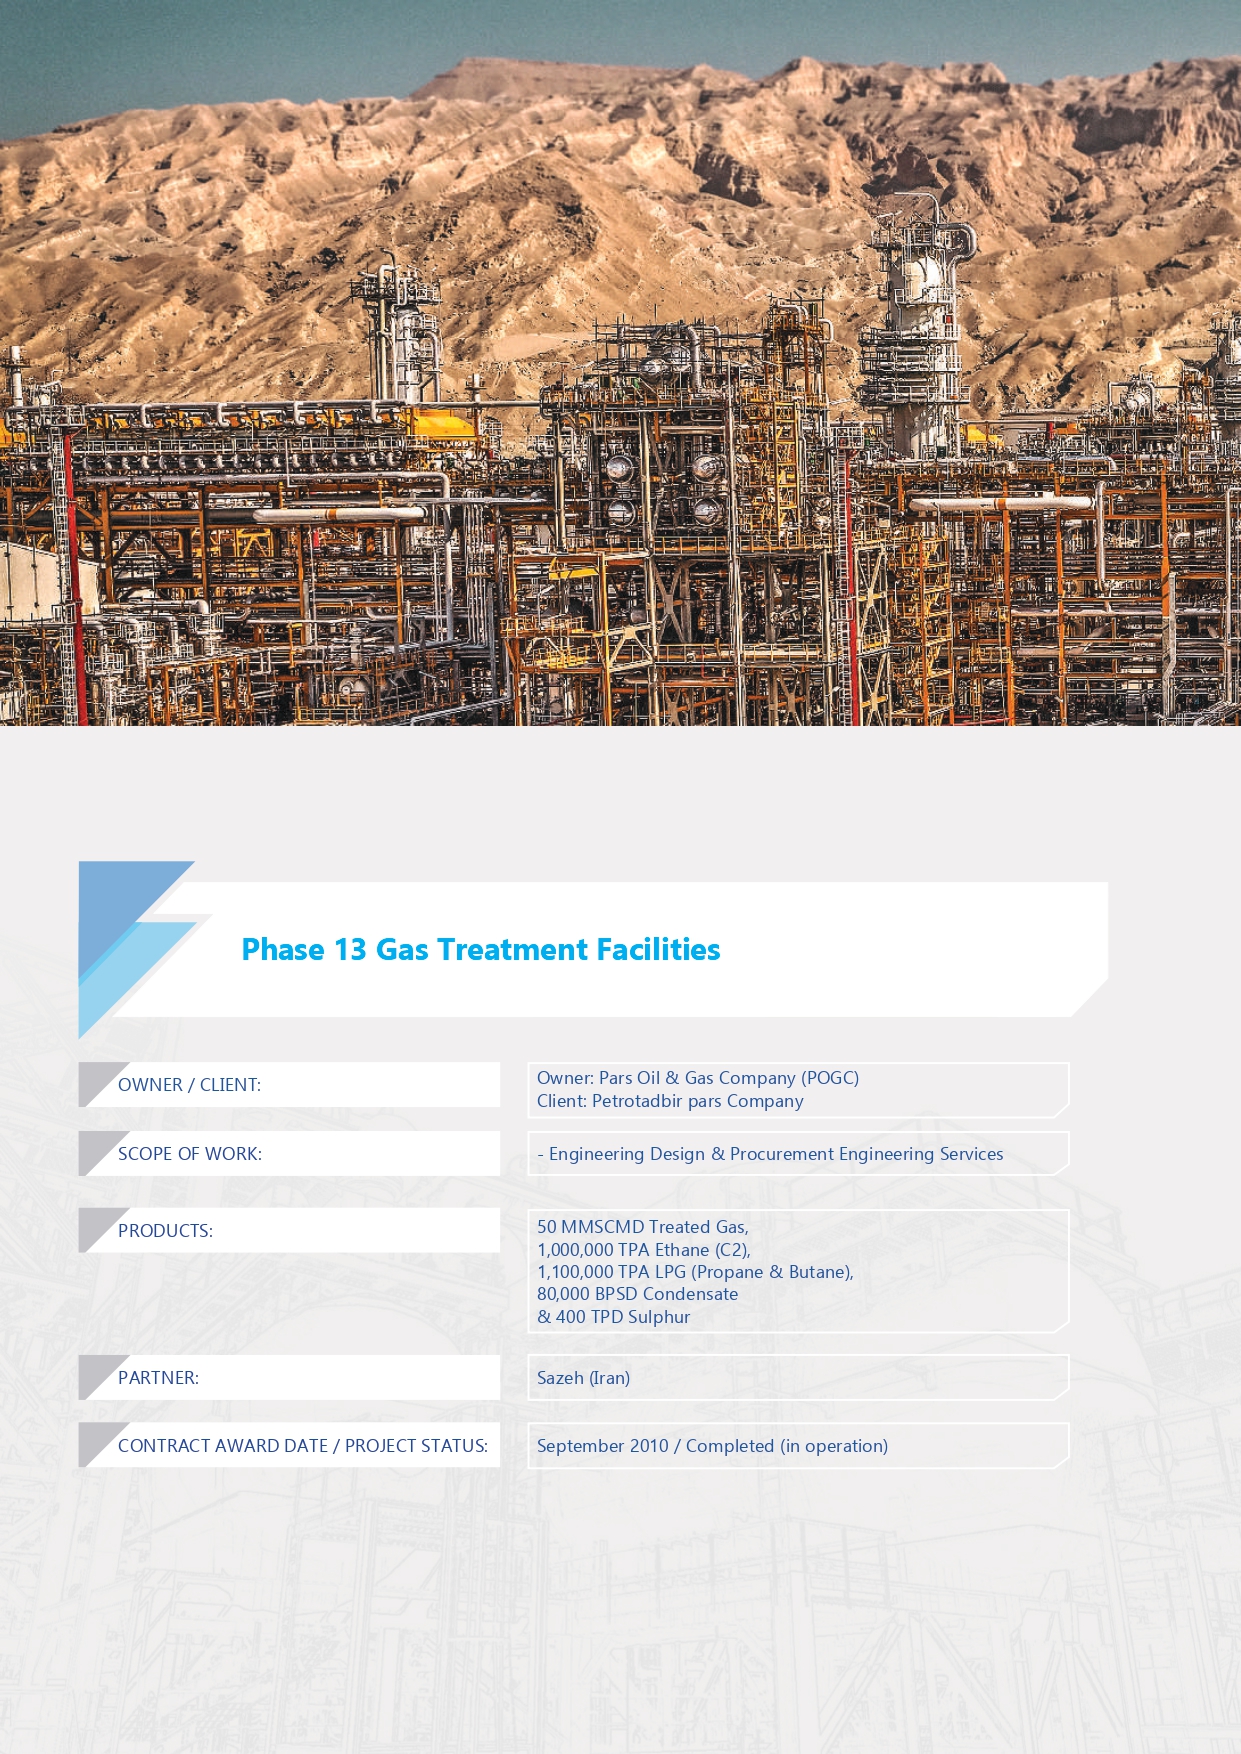 Phase 13 Gas Treatment Facilities
OWNER / CLIENT:
Owner: Pars Oil & Gas Company (POGC)
Client: Petrotadbir pars Company
SCOPE OF WORK:
- Engineering Design & Procurement Engineering Services
PRODUCTS:
50 MMSCMD Treated Gas,
1,000,000 TPA Ethane (C2),
1,100,000 TPA LPG (Propane & Butane),
80,000 BPSD Condensate
& 400 TPD Sulphur
PARTNER:
Sazeh (Iran)
CONTRACT AWARD DATE / PROJECT STATUS:
September 2010 / Completed (in operation)